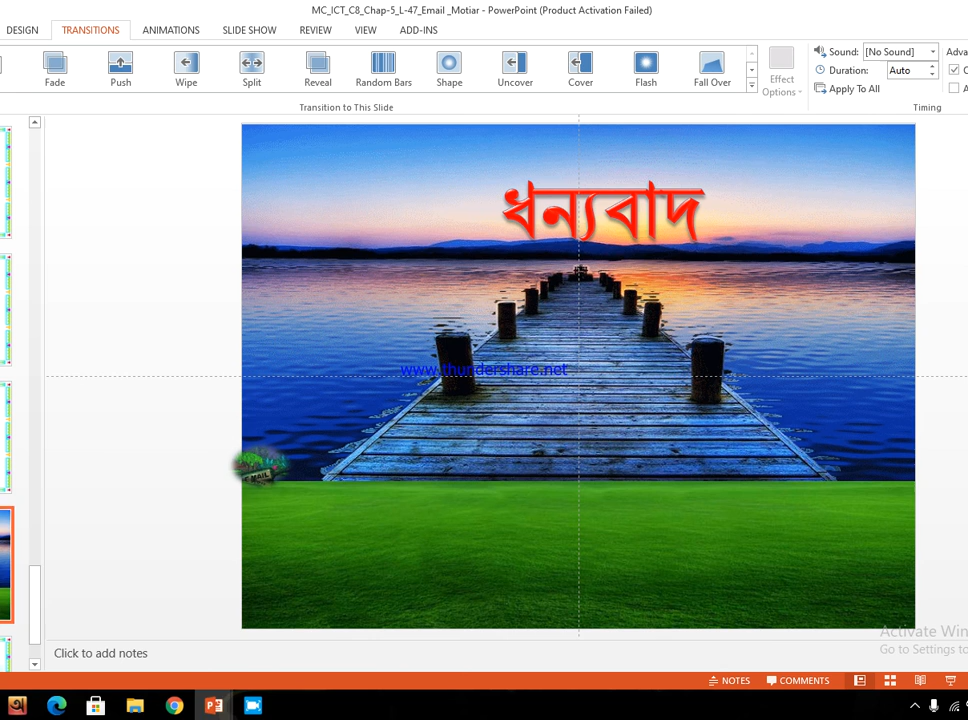 MC_ICT_C8_Chap-5_L-47_Email _Motiar - PowerPoint (Product Activation Failed)
DESIGN TRANSITIONS ANIMATIONS SLIDE SHOW REVIEW VIEW ADD-INS
Fade Push Wipe Split Reveal Random Bars Shape Uncover Cover Flash Fall Over
Effect Options
Sound: [No Sound]
Duration: Auto
Apply To All
Transition to This Slide
Timing
ধন্যবাদ
www.thundershare.net
MAIL
Click to add notes
Activate Win
Go to Settings to
NOTES COMMENTS